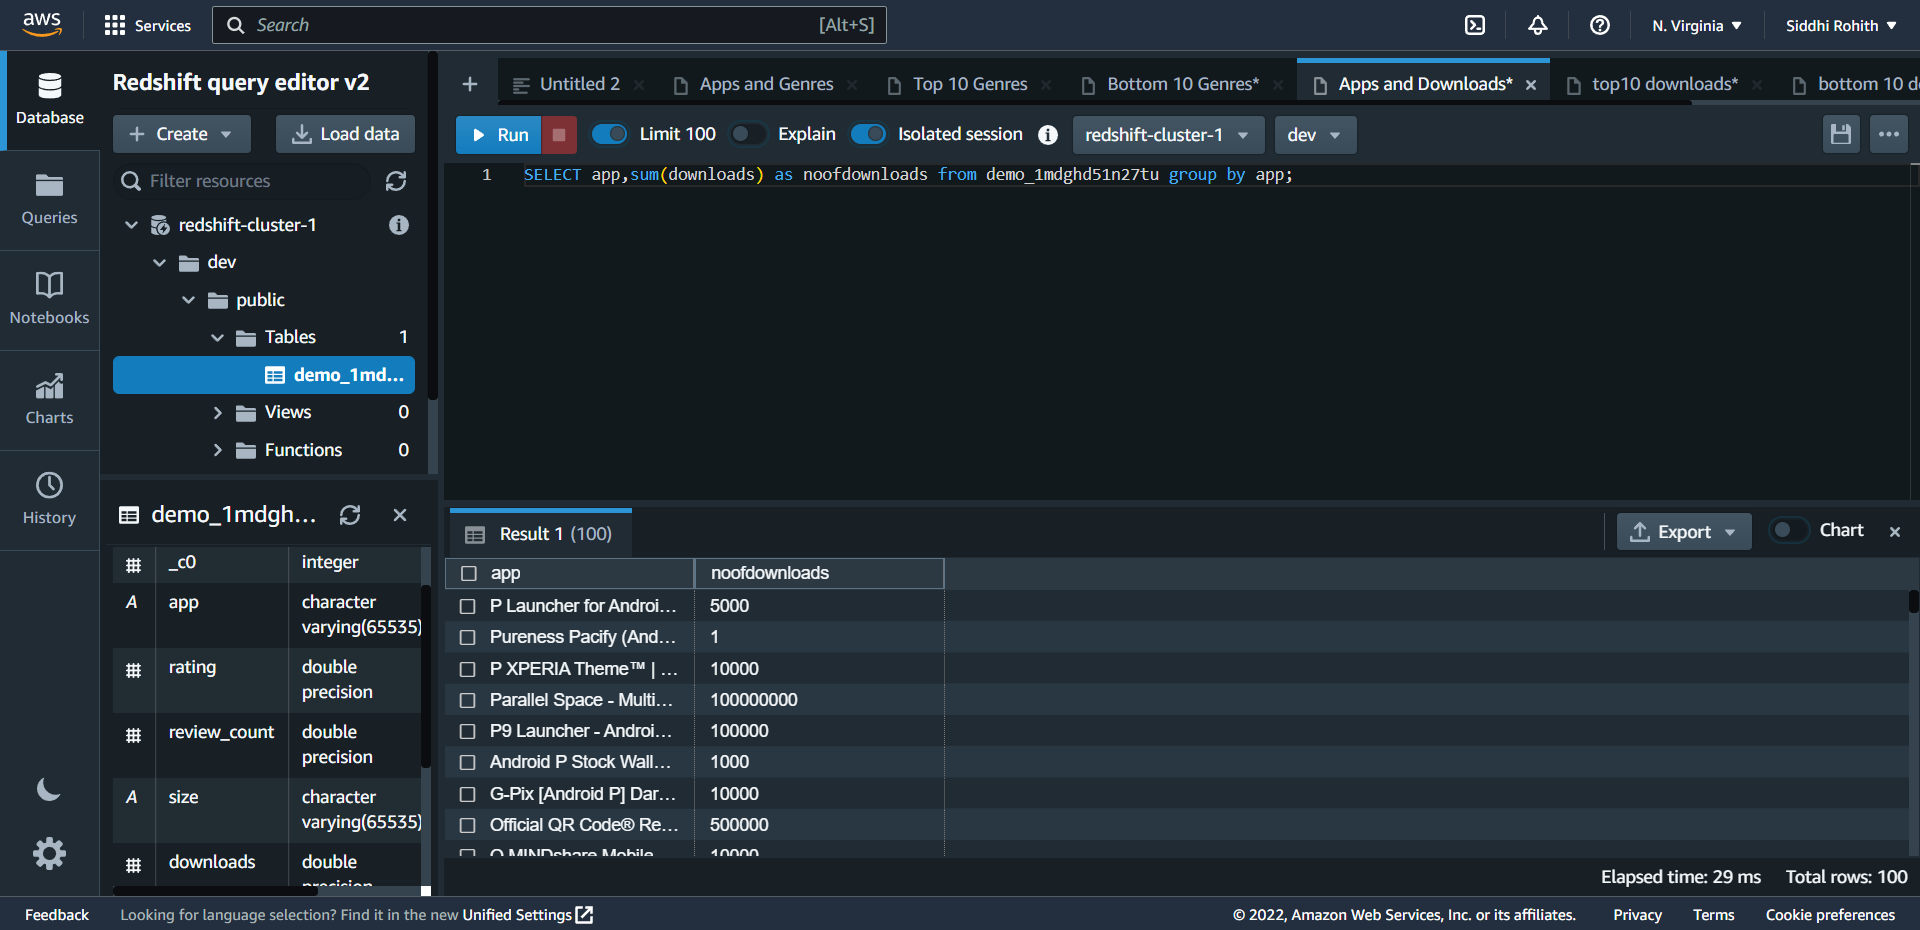 aws
Services
Search [Alt+S]
N. Virginia
Siddhi Rohith
Database
Queries
Notebooks
Charts
History
Redshift query editor v2
Create
Load data
Filter resources
redshift-cluster-1
dev
public
Tables 1
demo_1md...
Views 0
Functions 0
demo_1mdgh...
_c0 integer
app character
varying(65535)
rating double
precision
review_count double
precision
size character
varying(65535)
downloads double
precision
Untitled 2
Apps and Genres
Top 10 Genres
Bottom 10 Genres*
Apps and Downloads*
top10 downloads*
bottom 10 do
Run
Limit 100
Explain
Isolated session
redshift-cluster-1
dev
1 SELECT app,sum(downloads) as noofdownloads from demo_1mdghd51n27tu group by app;
Result 1 (100)
Export
Chart
app noofdownloads
P Launcher for Androi... 5000
Pureness Pacify (And... 1
P XPERIA Theme™ | ... 10000
Parallel Space - Multi... 100000000
P9 Launcher - Androi... 100000
Android P Stock Wall... 1000
G-Pix [Android P] Dar... 10000
Official QR Code® Re... 500000
O MINDshare Mobile 10000
Elapsed time: 29 ms Total rows: 100
Feedback
Looking for language selection? Find it in the new Unified Settings
© 2022, Amazon Web Services, Inc. or its affiliates.
Privacy
Terms
Cookie preferences